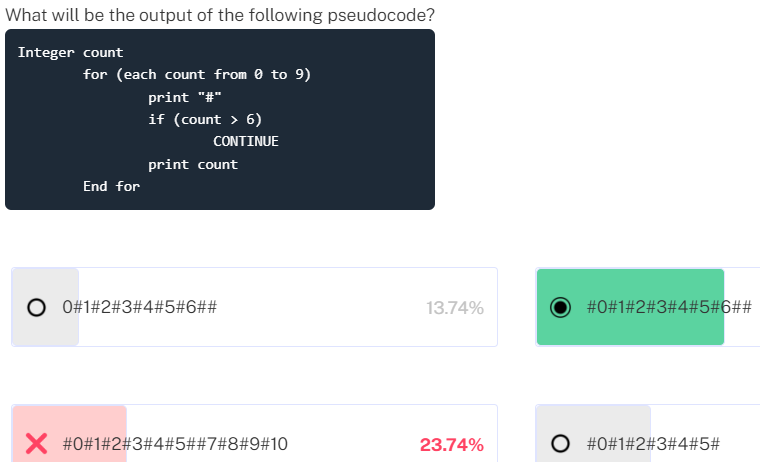 What will be the output of the following pseudocode?
Integer count
for (each count from 0 to 9)
print "#"
if (count > 6)
CONTINUE
print count
End for
0#1#2#3#4#5#6## 13.74%
#0#1#2#3#4#5#6##
#0#1#2#3#4#5##7#8#9#10 23.74%
#0#1#2#3#4#5#